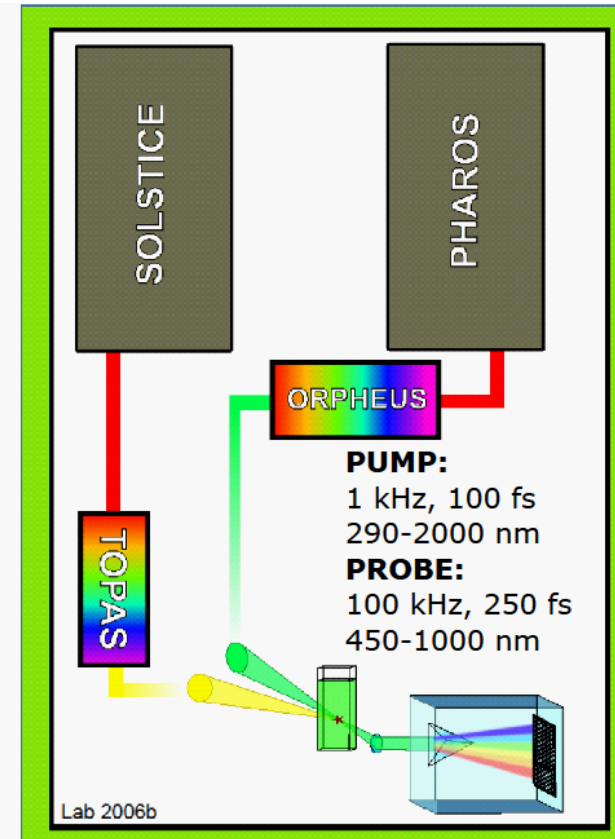 SOLSTICE
PHAROS
ORPHEUS
PUMP:
1 kHz, 100 fs
290-2000 nm
PROBE:
100 kHz, 250 fs
450-1000 nm
TOPAS
Lab 2006b